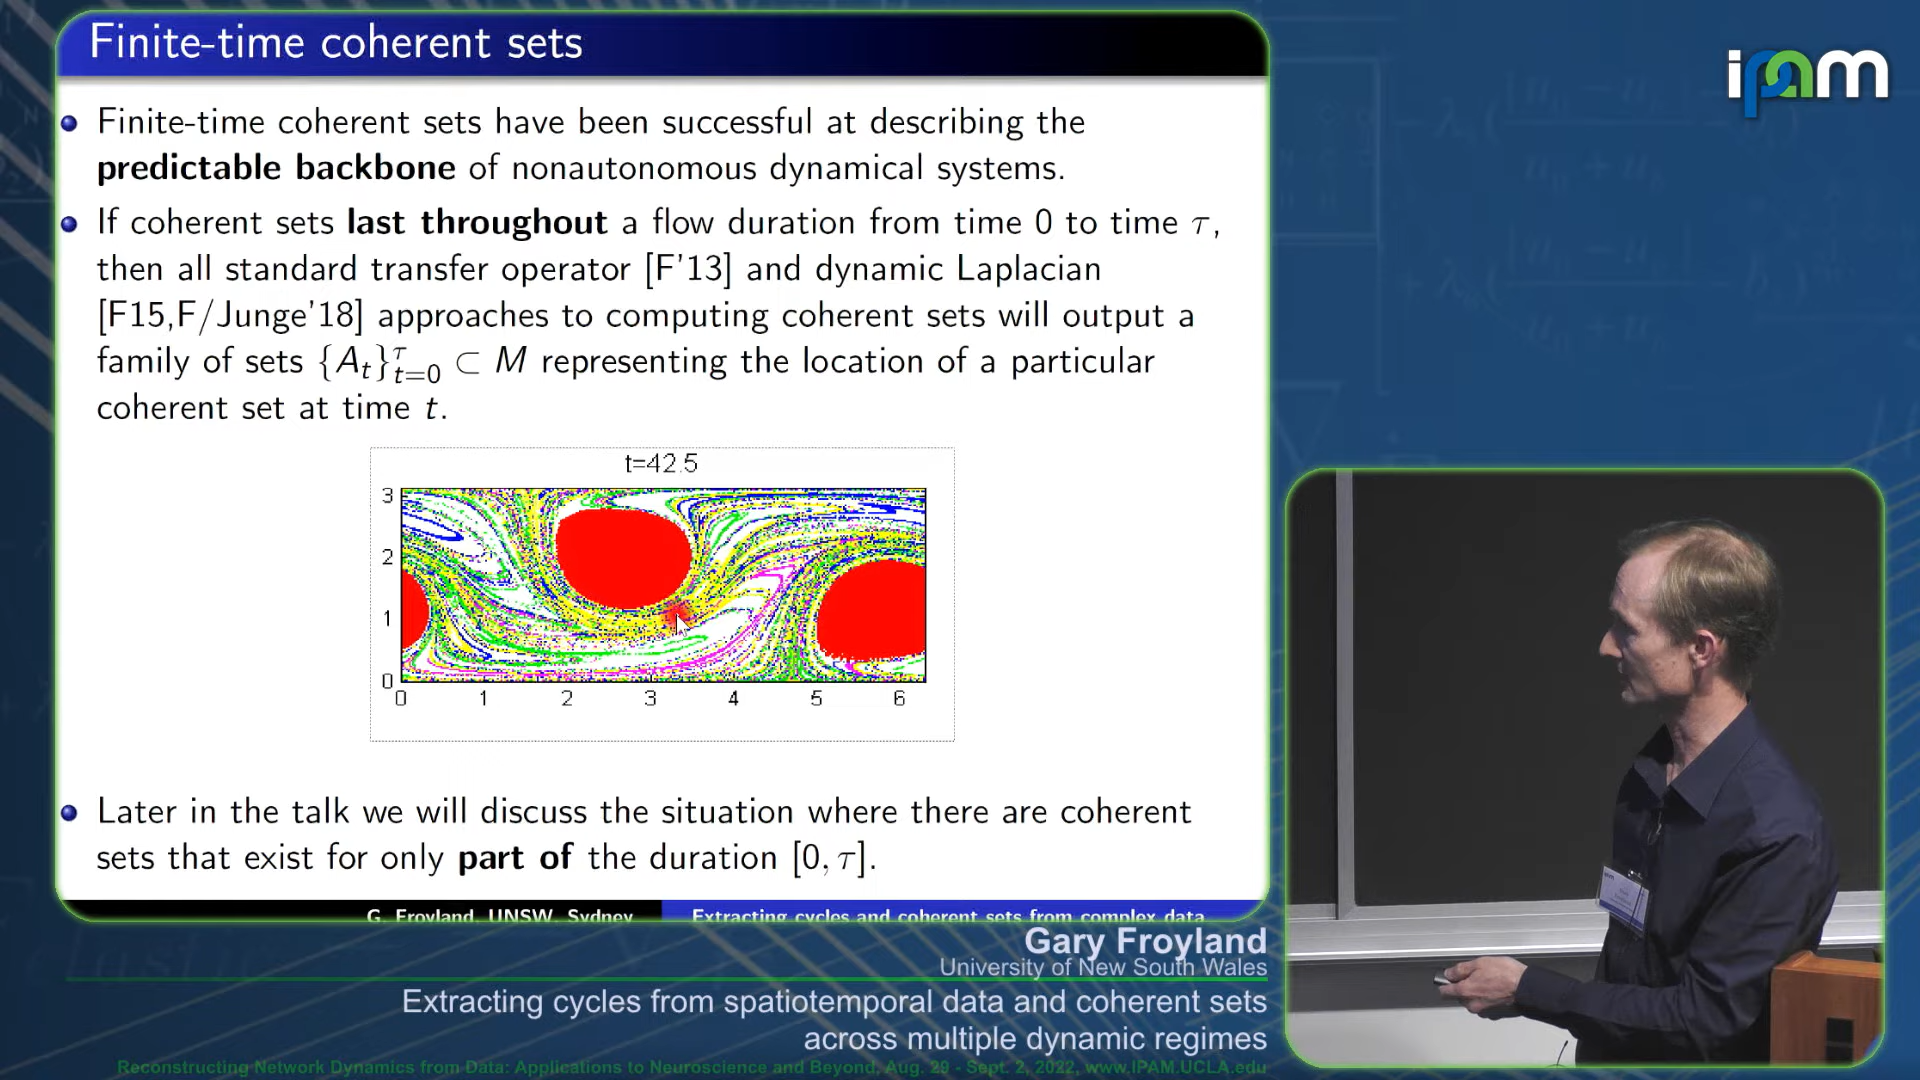 Finite-time coherent sets
ipam
Finite-time coherent sets have been successful at describing the
predictable backbone of nonautonomous dynamical systems.
If coherent sets last throughout a flow duration from time 0 to time τ,
then all standard transfer operator [F'13] and dynamic Laplacian
[F15,F/Junge'18] approaches to computing coherent sets will output a
family of sets {A_t}^τ_{t=0} ⊂ M representing the location of a particular
coherent set at time t.
t=42.5
3
2
1
0
0 1 2 3 4 5 6
Later in the talk we will discuss the situation where there are coherent
sets that exist for only part of the duration [0, τ].
G. Froyland, UNSW, Sydney
Extracting cycles and coherent sets from complex data
Gary Froyland
University of New South Wales
Extracting cycles from spatiotemporal data and coherent sets
across multiple dynamic regimes
Reconstructing Network Dynamics from Data: Applications to Neuroscience and Beyond, Aug. 29 - Sept. 2, 2022, www.IPAM.UCLA.edu